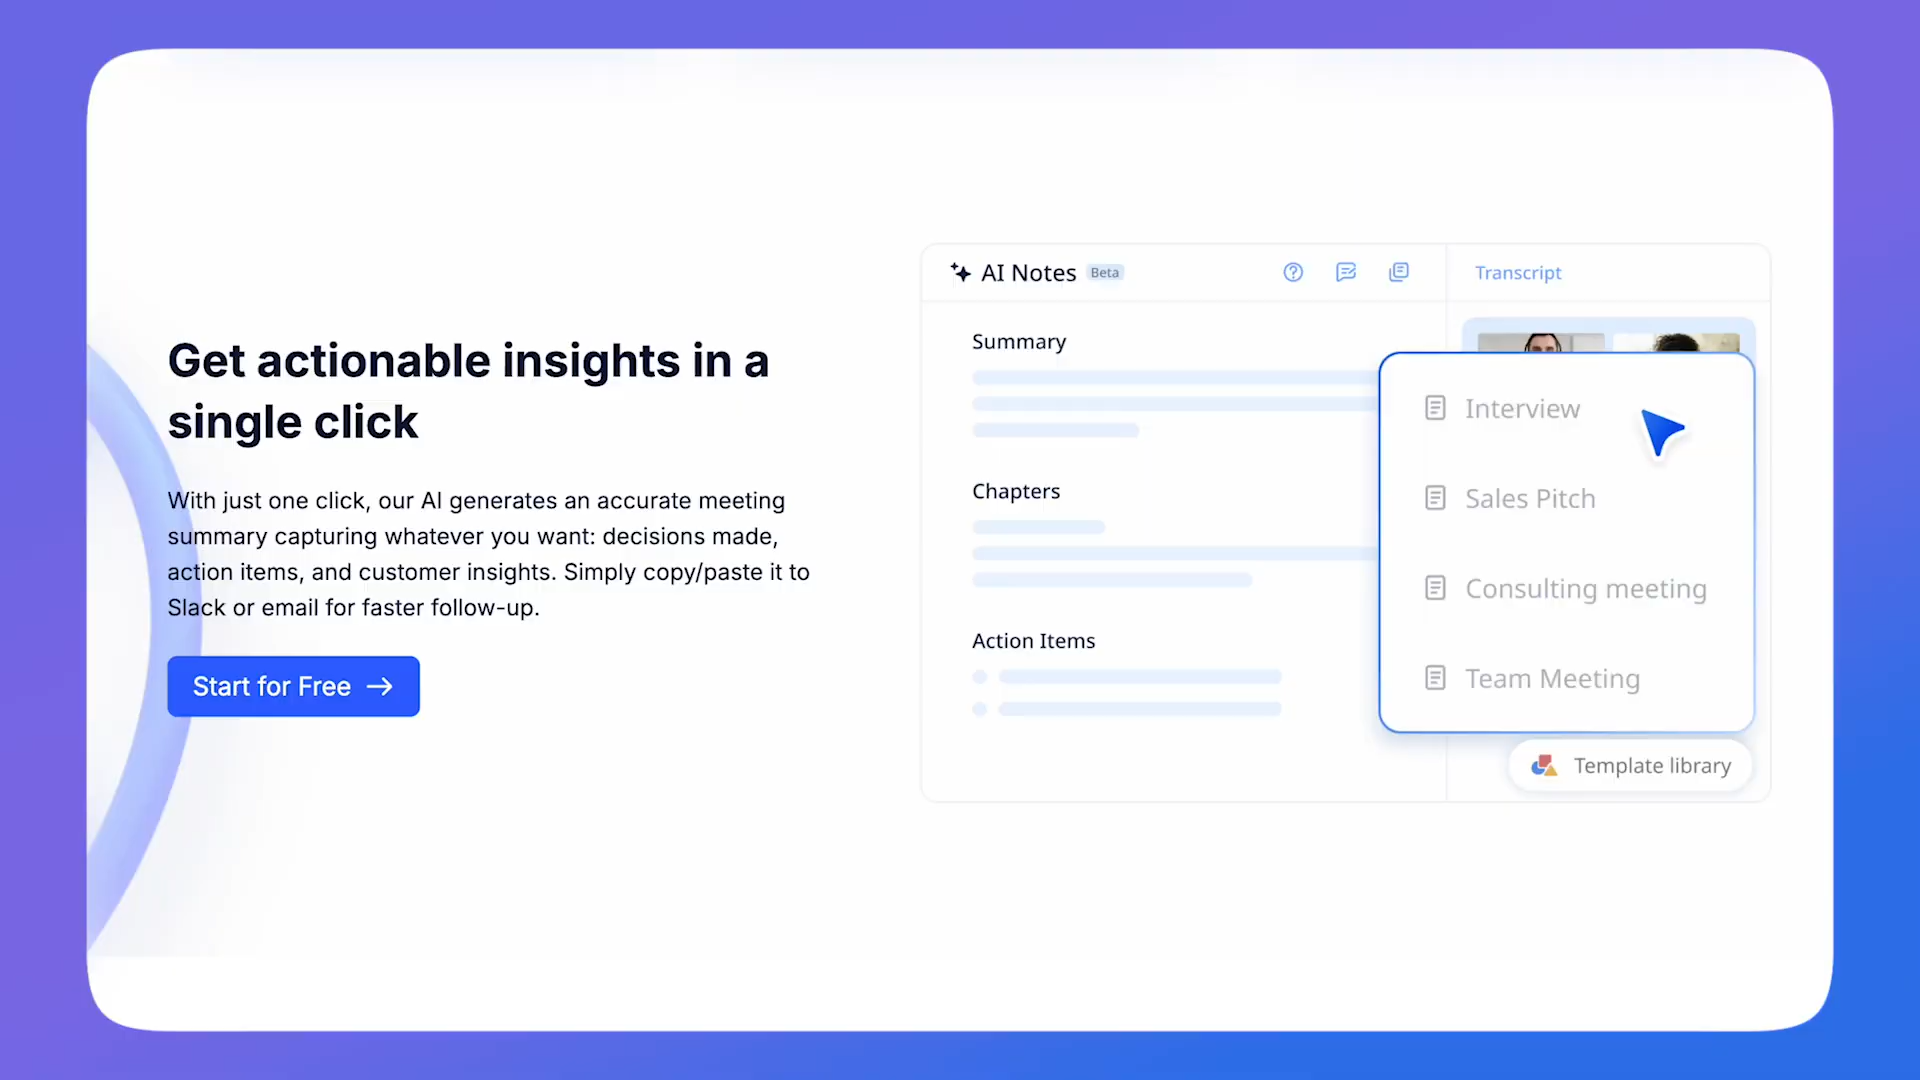 Get actionable insights in a
single click
With just one click, our AI generates an accurate meeting
summary capturing whatever you want: decisions made,
action items, and customer insights. Simply copy/paste it to
Slack or email for faster follow-up.
Start for Free
AI Notes Beta
Transcript
Summary
Chapters
Action Items
Interview
Sales Pitch
Consulting meeting
Team Meeting
Template library